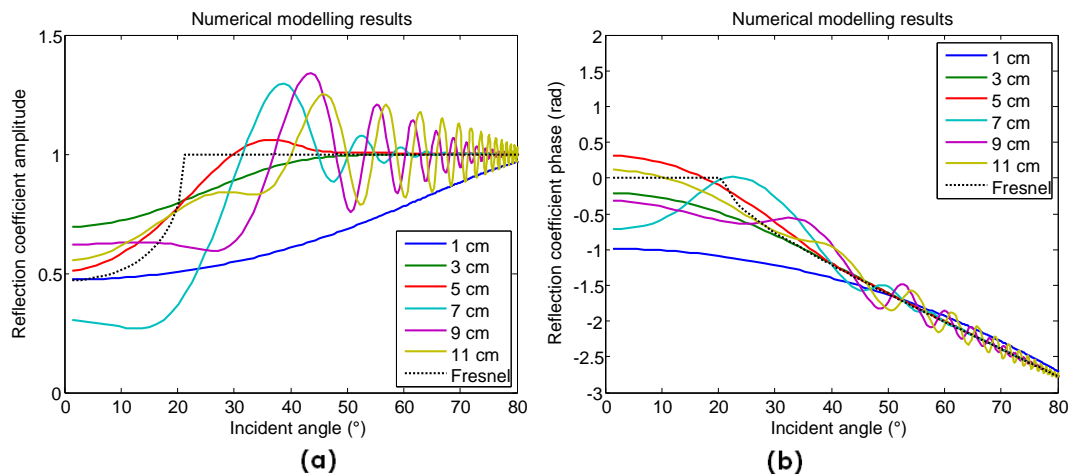 Numerical modelling results
Reflection coefficient amplitude
1.5
1
0.5
0
0 10 20 30 40 50 60 70 80
Incident angle (°)
1 cm
3 cm
5 cm
7 cm
9 cm
11 cm
Fresnel
(a)
Numerical modelling results
Reflection coefficient phase (rad)
2
1.5
1
0.5
0
-0.5
-1
-1.5
-2
-2.5
-3
0 10 20 30 40 50 60 70 80
Incident angle (°)
1 cm
3 cm
5 cm
7 cm
9 cm
11 cm
Fresnel
(b)